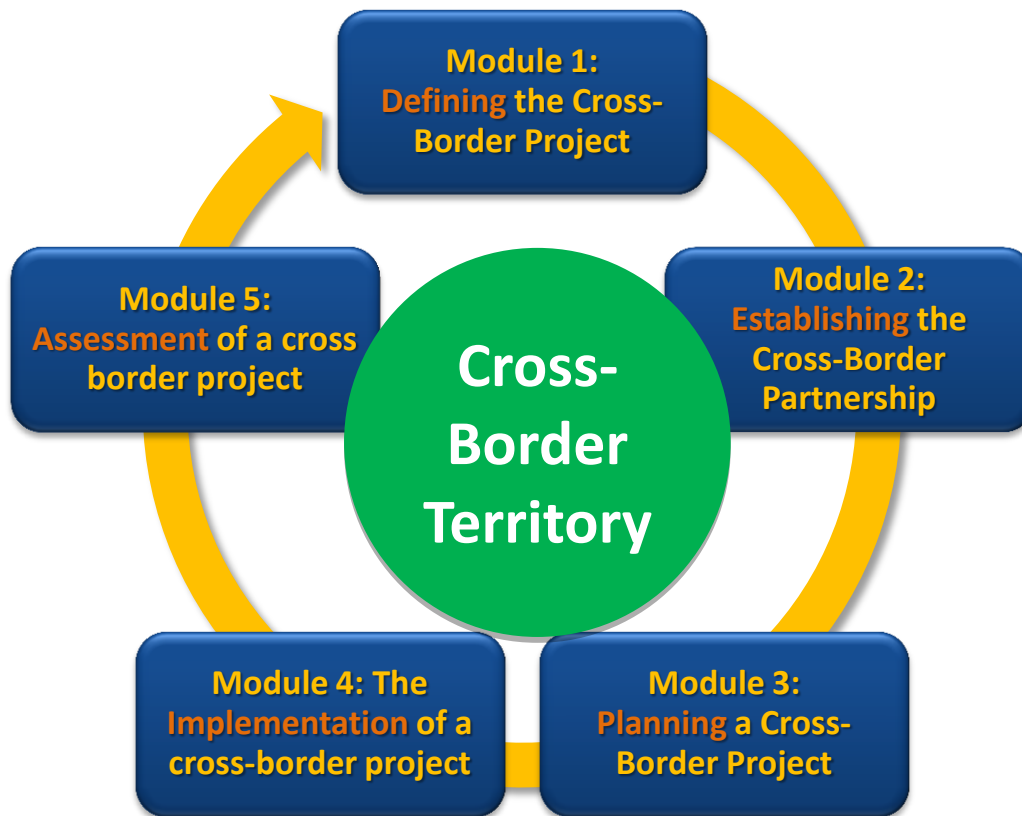 Module 1:
Defining the Cross-
Border Project
Module 2:
Establishing the
Cross-Border
Partnership
Module 3:
Planning a Cross-
Border Project
Module 4: The
Implementation of a
cross-border project
Module 5:
Assessment of a cross
border project
Cross-
Border
Territory